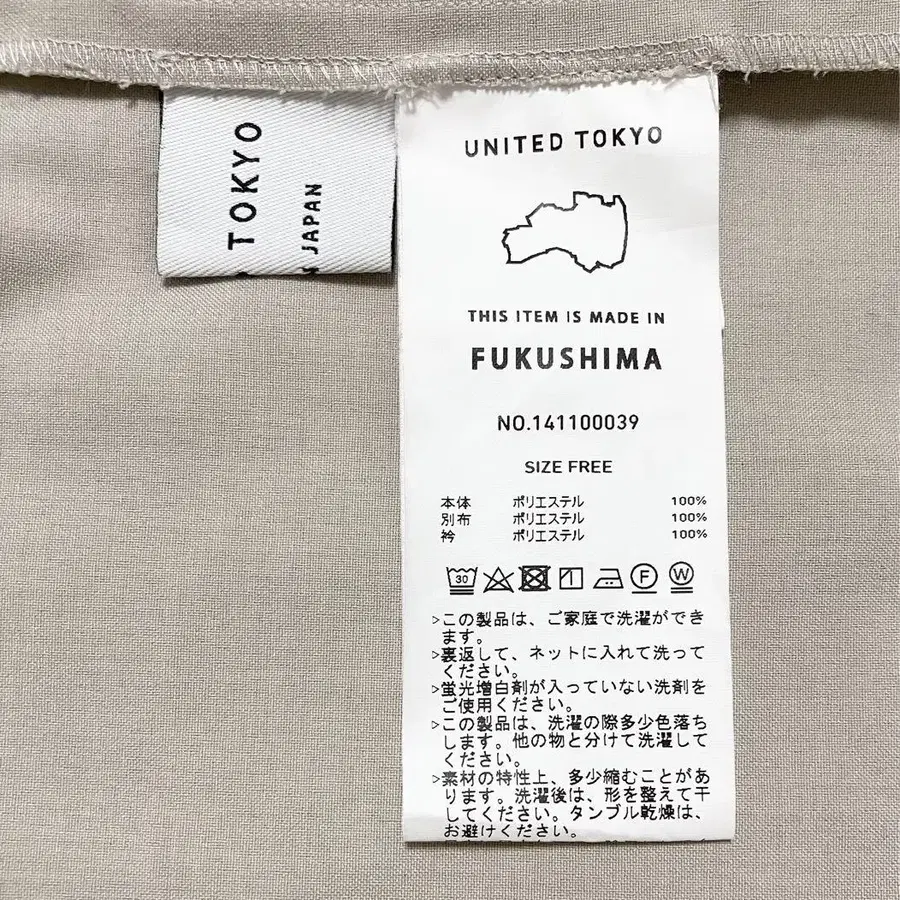 TOKYO
JAPAN
UNITED TOKYO
THIS ITEM IS MADE IN
FUKUSHIMA
NO.141100039
SIZE FREE
本体 ポリエステル 100%
別布 ポリエステル 100%
衿 ポリエステル 100%
30 F W
>この製品は、ご家庭で洗濯ができ
ます。
>裏返して、ネットに入れて洗って
ください。
>蛍光増白剤が入っていない洗剤を
ご使用ください。
>この製品は、洗濯の際多少色落ち
します。他の物と分けて洗濯して
ください。
>素材の特性上、多少縮むことがあ
ります。洗濯後は、形を整えて干
してください。タンブル乾燥は、
お避けください。